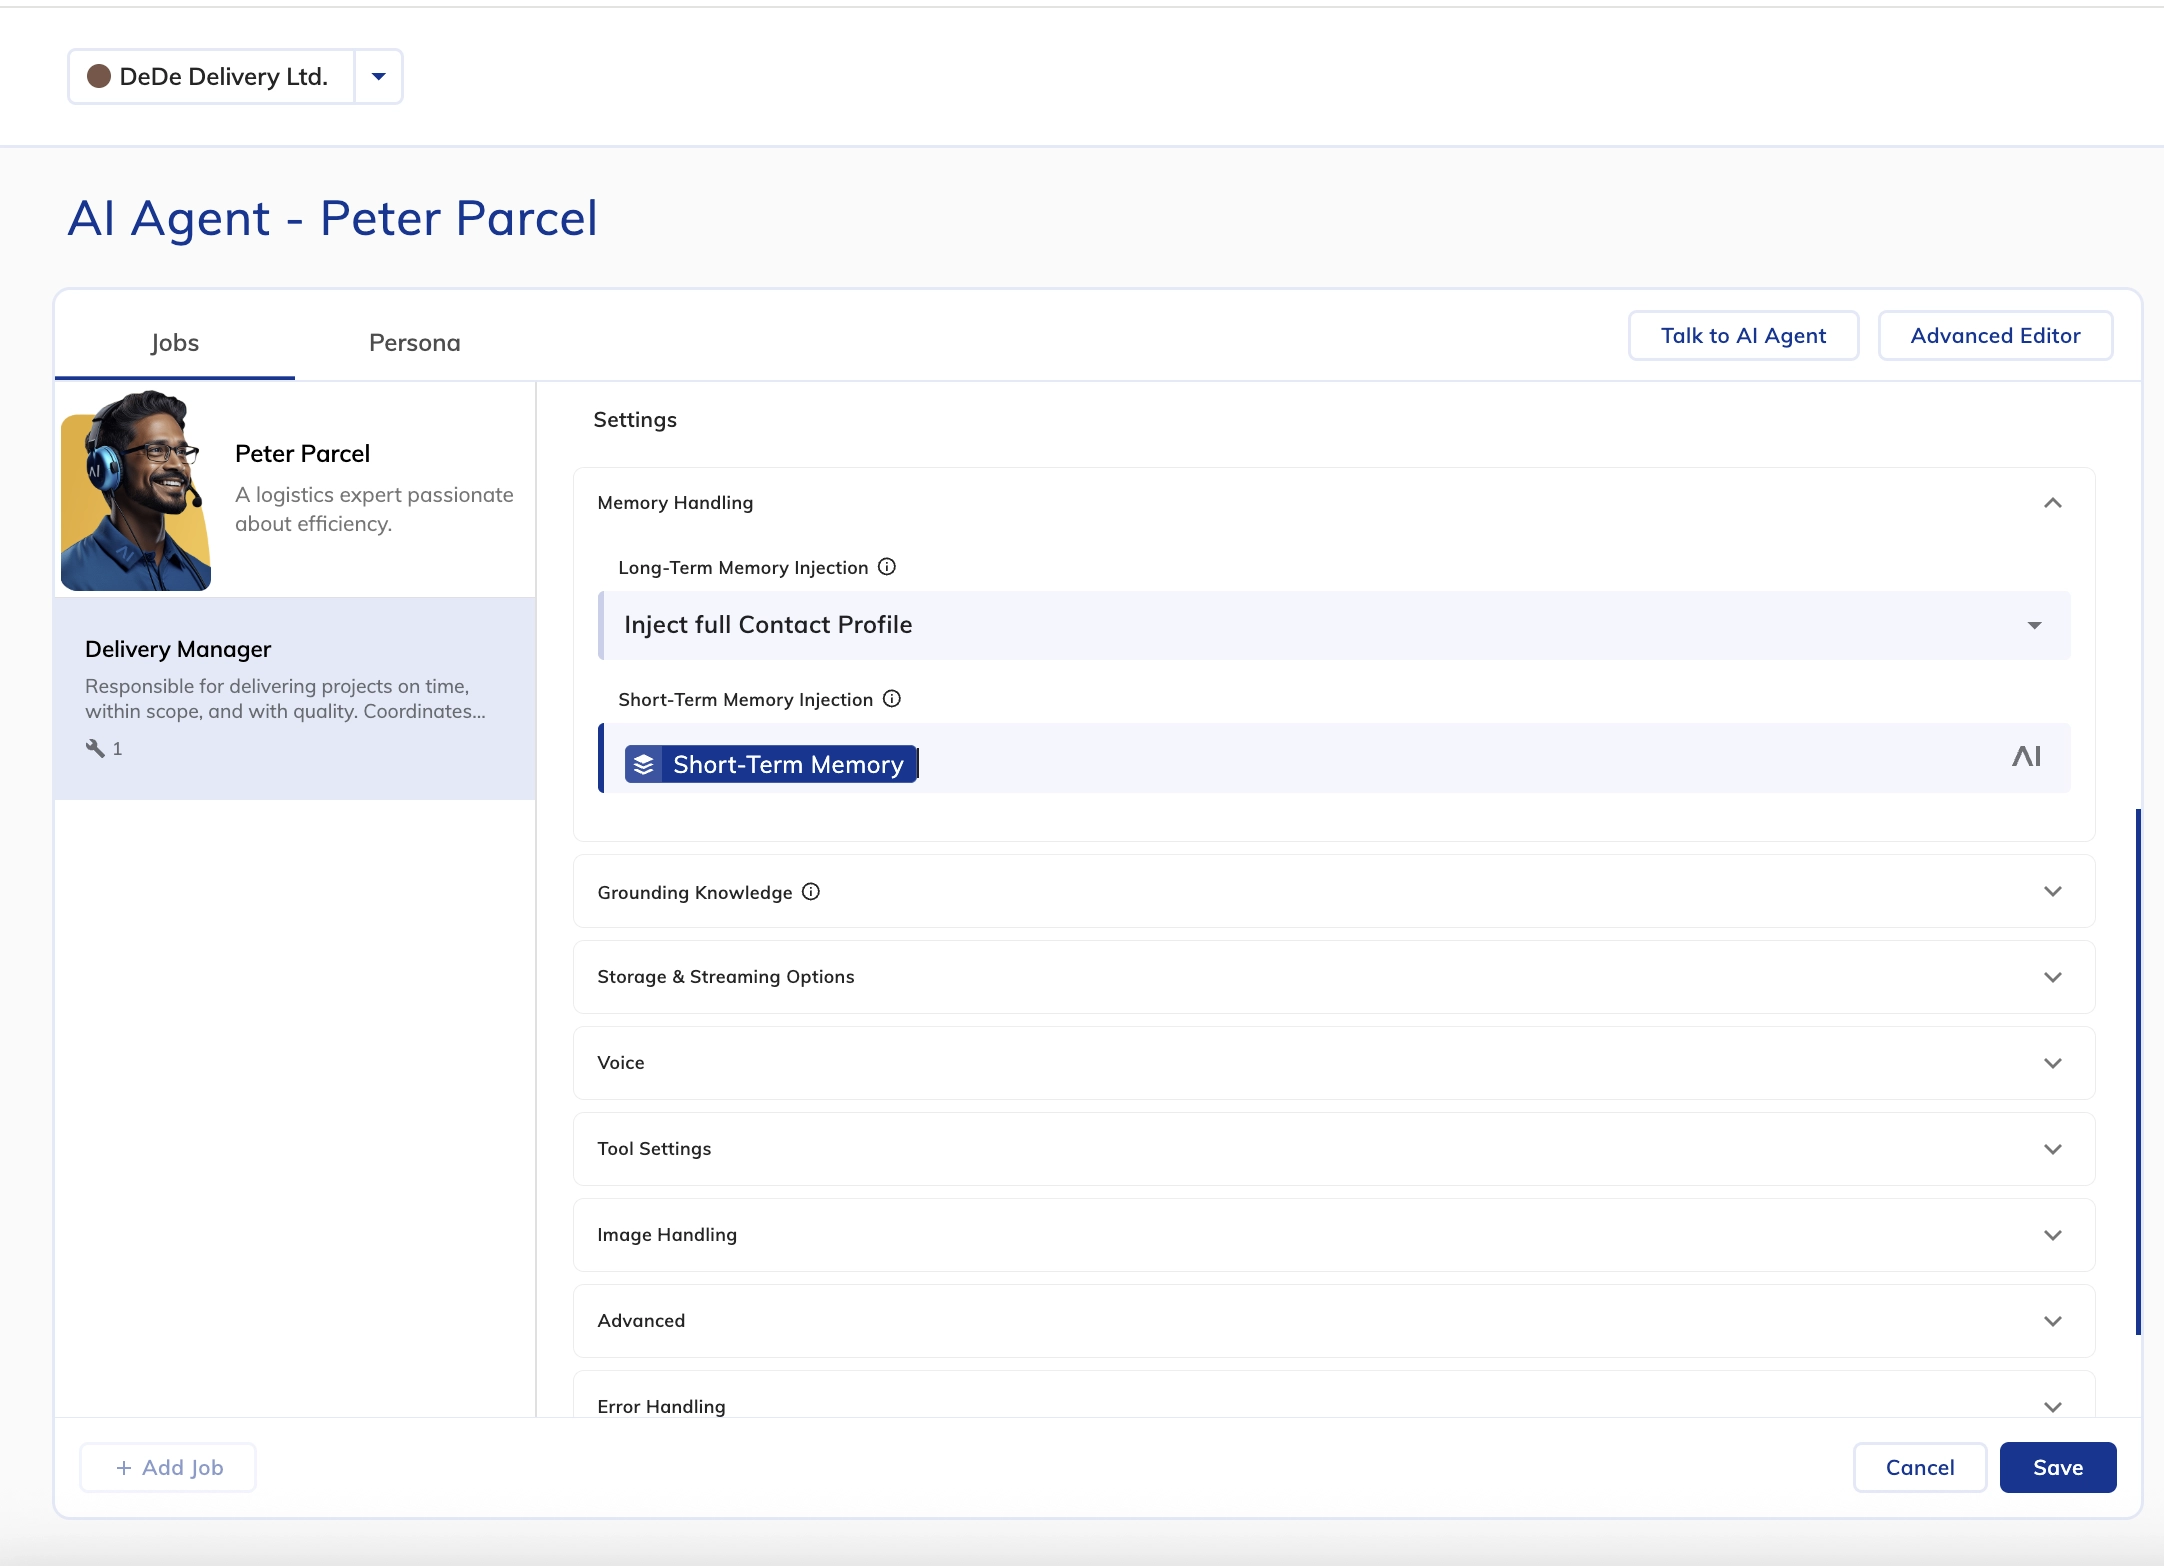 DeDe Delivery Ltd.
AI Agent - Peter Parcel
Jobs
Persona
Talk to AI Agent
Advanced Editor
Peter Parcel
A logistics expert passionate
about efficiency.
Delivery Manager
Responsible for delivering projects on time,
within scope, and with quality. Coordinates...
1
Settings
Memory Handling
Long-Term Memory Injection
Inject full Contact Profile
Short-Term Memory Injection
Short-Term Memory
AI
Grounding Knowledge
Storage & Streaming Options
Voice
Tool Settings
Image Handling
Advanced
Error Handling
+ Add Job
Cancel
Save